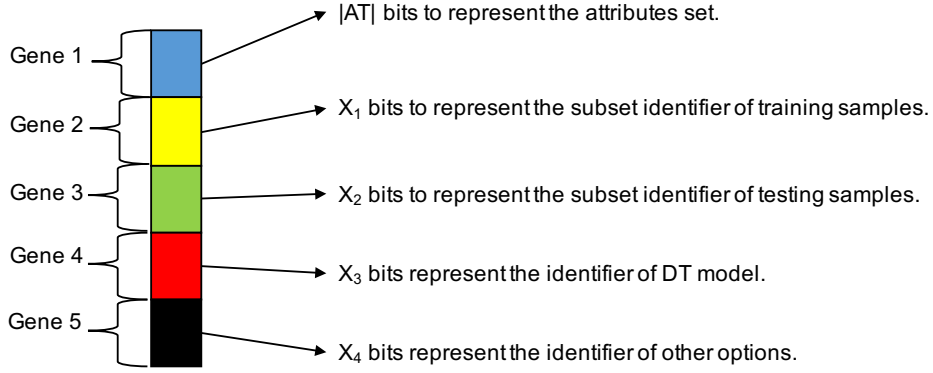 |AT| bits to represent the attributes set.
Gene 1
X₁ bits to represent the subset identifier of training samples.
Gene 2
Gene 3
X₂ bits to represent the subset identifier of testing samples.
Gene 4
X₃ bits represent the identifier of DT model.
Gene 5
X₄ bits represent the identifier of other options.